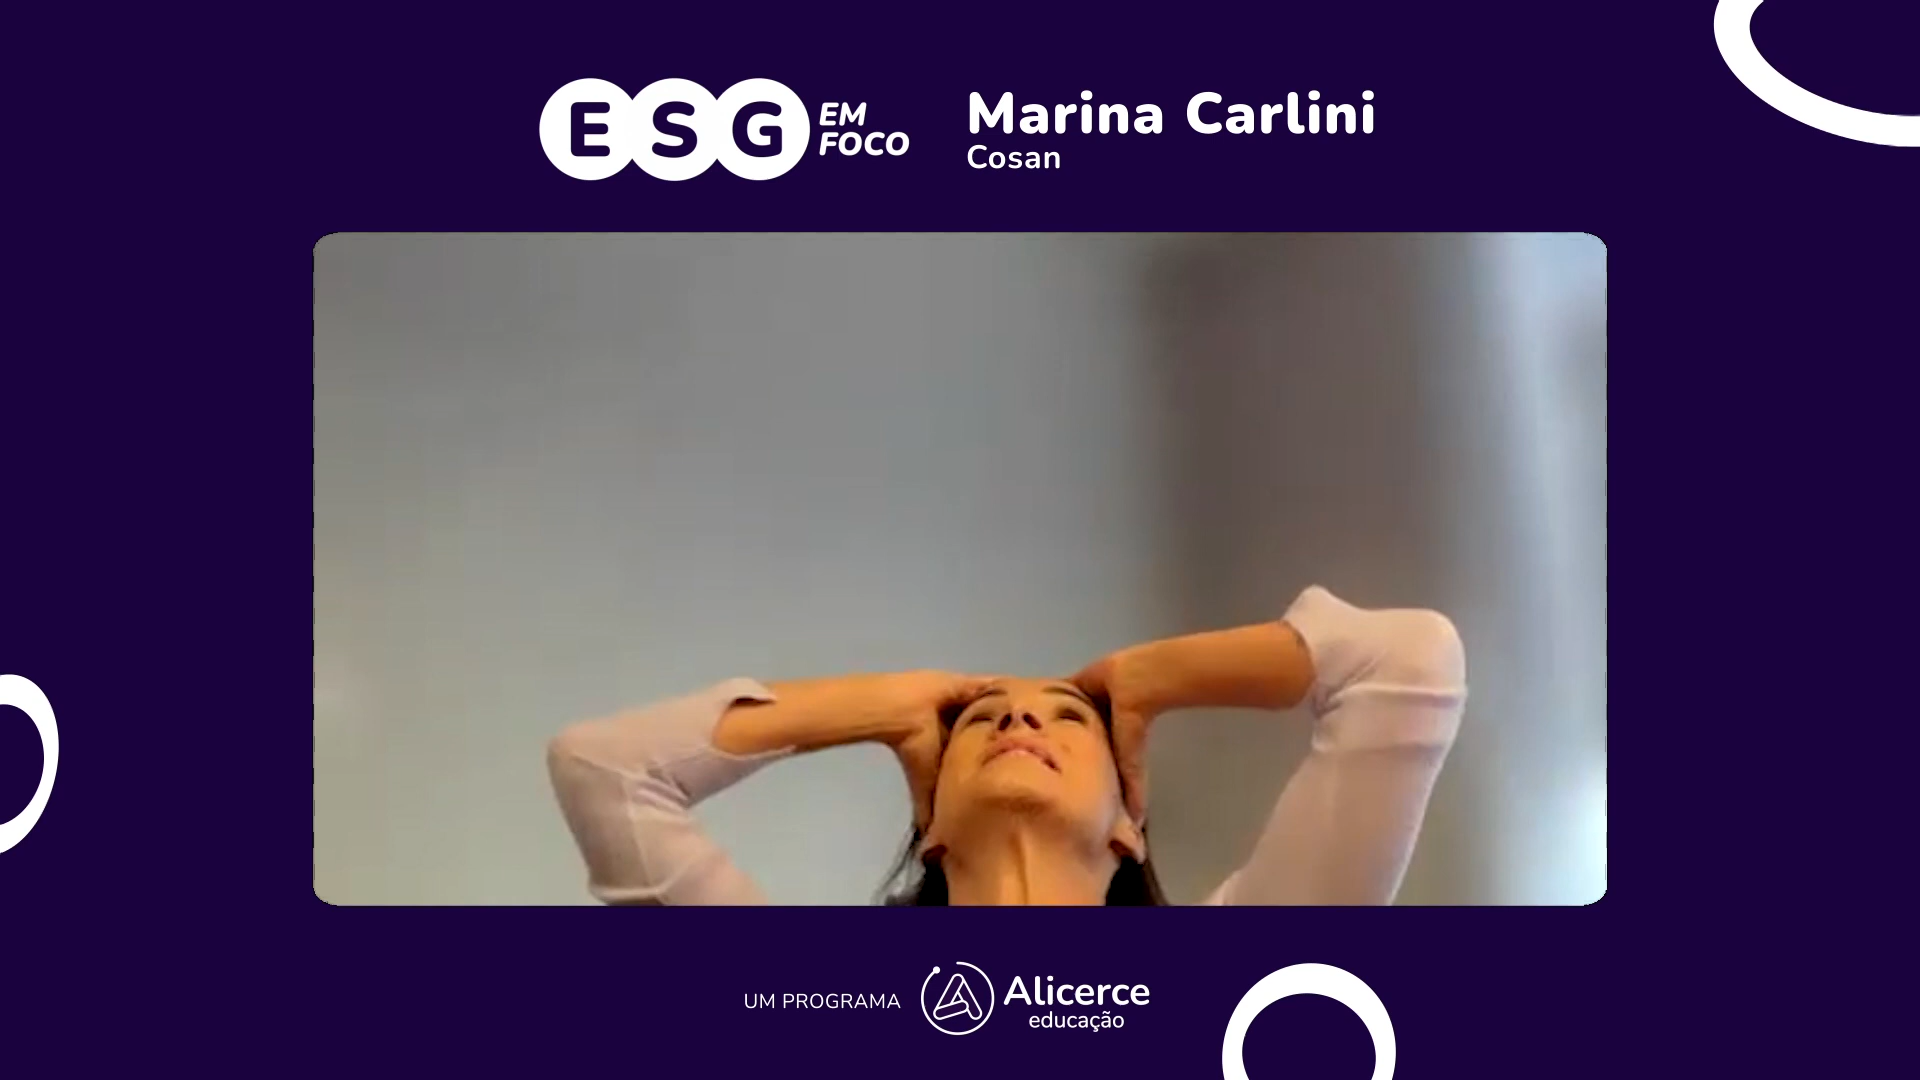 ESG EM
FOCO
Marina Carlini
Cosan
UM PROGRAMA Alicerce
educação